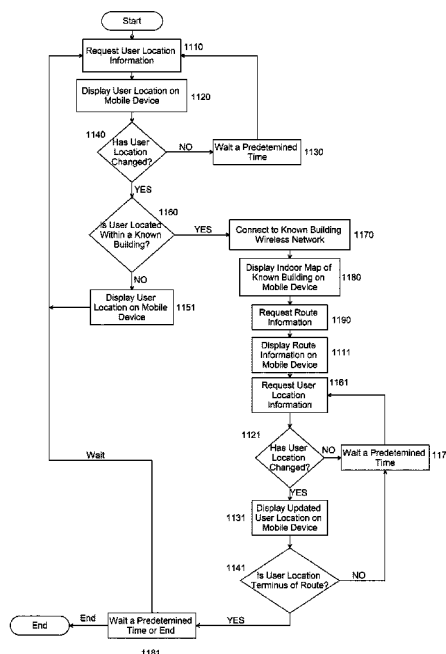 Start
Request User Location
Information
1110
Display User Location on
Mobile Device
1120
1140
Has User
Location
Changed?
NO
Wait a Predetemined
Time
1130
YES
1160
Is User Located
Within a Known
Building?
YES
Connect to Known Building
Wireless Network
1170
NO
Display Indoor Map of
Known Building on
Mobile Device
1180
Display User
Location on Mobile
Device
1151
Request Route
Information
1190
Display Route
Information on
Mobile Device
1111
Request User
Location
Information
1161
1121
Has User
Location
Changed?
NO
Wait a Predetemined
Time
117
YES
Wait
1131
Display Updated
User Location on
Mobile Device
1141
Is User Location
Terminus of Route?
NO
YES
End
End
Wait a Predetemined
Time or End
1181